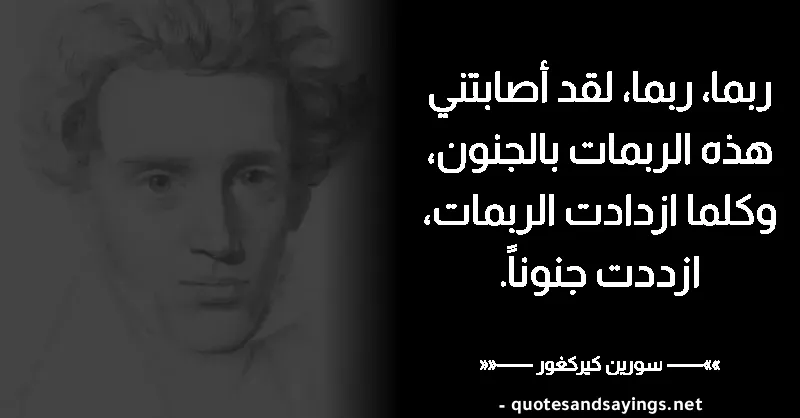 ربما، ربما، لقد أصابتني
هذه الربمات بالجنون،
وكلما ازدادت الربمات،
ازددت جنوناً.
»»—— سورين كيركغور ——««
- quotesandsayings.net